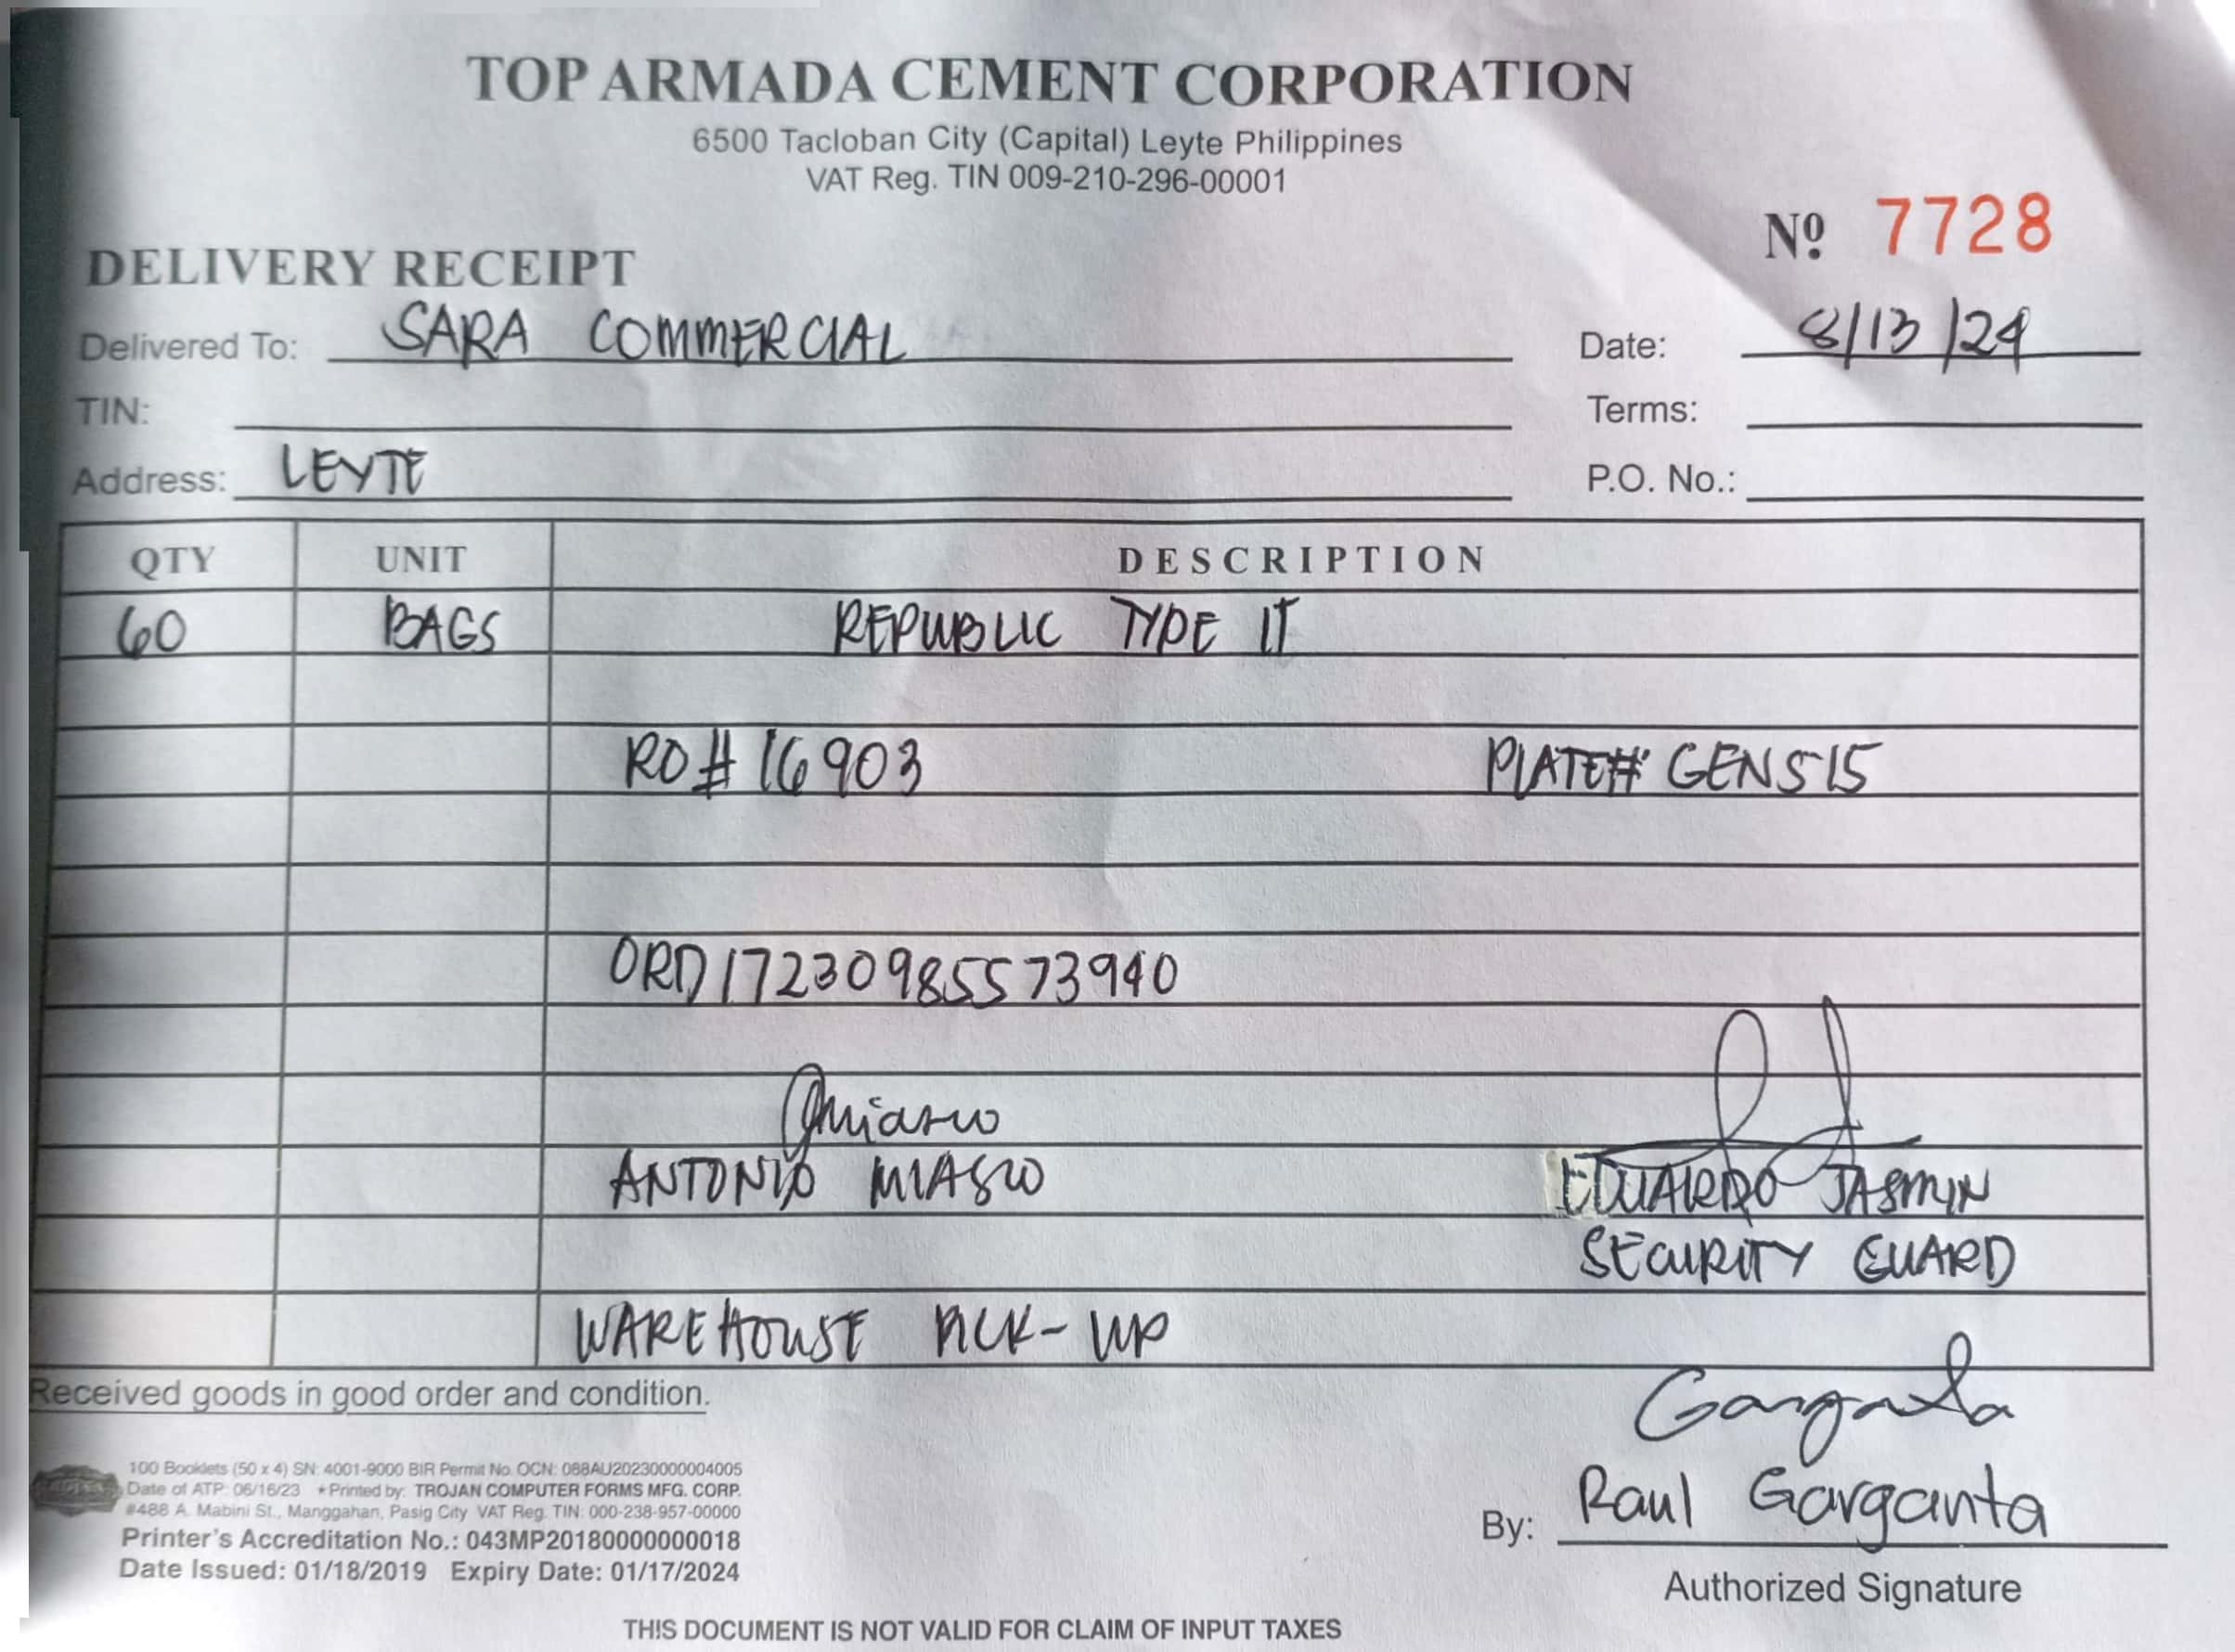 TOP ARMADA CEMENT CORPORATION
6500 Tacloban City (Capital) Leyte Philippines
VAT Reg. TIN 009-210-296-00001
Nº 7728
DELIVERY RECEIPT
Delivered To: SARA COMMERCIAL
Date: 8/13/24
TIN:
Terms:
Address: LEYTE
P.O. No.:
QTY UNIT DESCRIPTION
60 BAGS REPUBLIC TYPE IT
RO# 16903 PLATE# GEN515
ORD17230985573940
ANTONIO MIASCO EDUARDO JASMIN
SECURITY GUARD
WAREHOUSE PICK-UP
Received goods in good order and condition.
Garganta
100 Booklets (50 x 4) SN: 4001-9000 BIR Permit No. OCN: 088AU20230000004005
Date of ATP: 06/16/23 * Printed by: TROJAN COMPUTER FORMS MFG. CORP.
#488 A. Mabini St., Manggahan, Pasig City VAT Reg. TIN: 000-238-957-00000
Printer's Accreditation No.: 043MP20180000000018
Date Issued: 01/18/2019 Expiry Date: 01/17/2024
By: Raul Garganta
Authorized Signature
THIS DOCUMENT IS NOT VALID FOR CLAIM OF INPUT TAXES